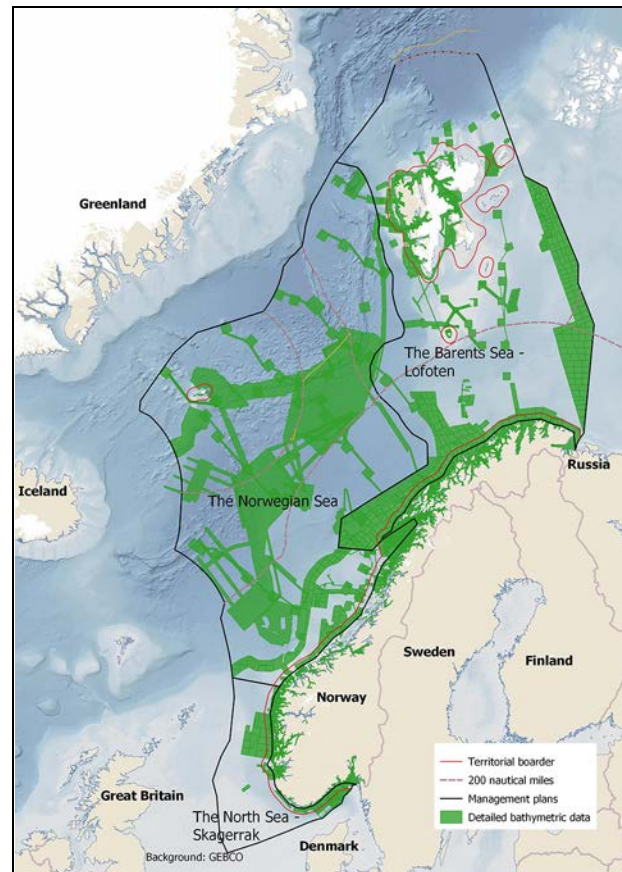 Greenland
The Barents Sea -
Lofoten
Russia
Iceland
The Norwegian Sea
Sweden
Finland
Norway
Great Britain
The North Sea -
Skagerrak
Denmark
Background: GEBCO
Territorial boarder
200 nautical miles
Management plans
Detailed bathymetric data